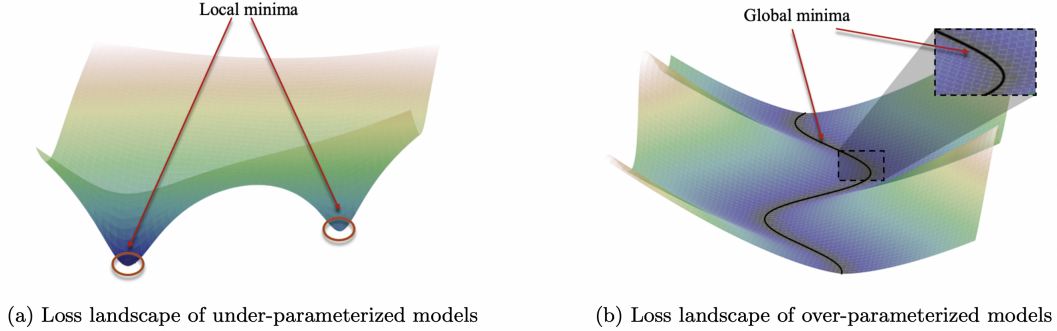 Local minima
Global minima
(a) Loss landscape of under-parameterized models
(b) Loss landscape of over-parameterized models